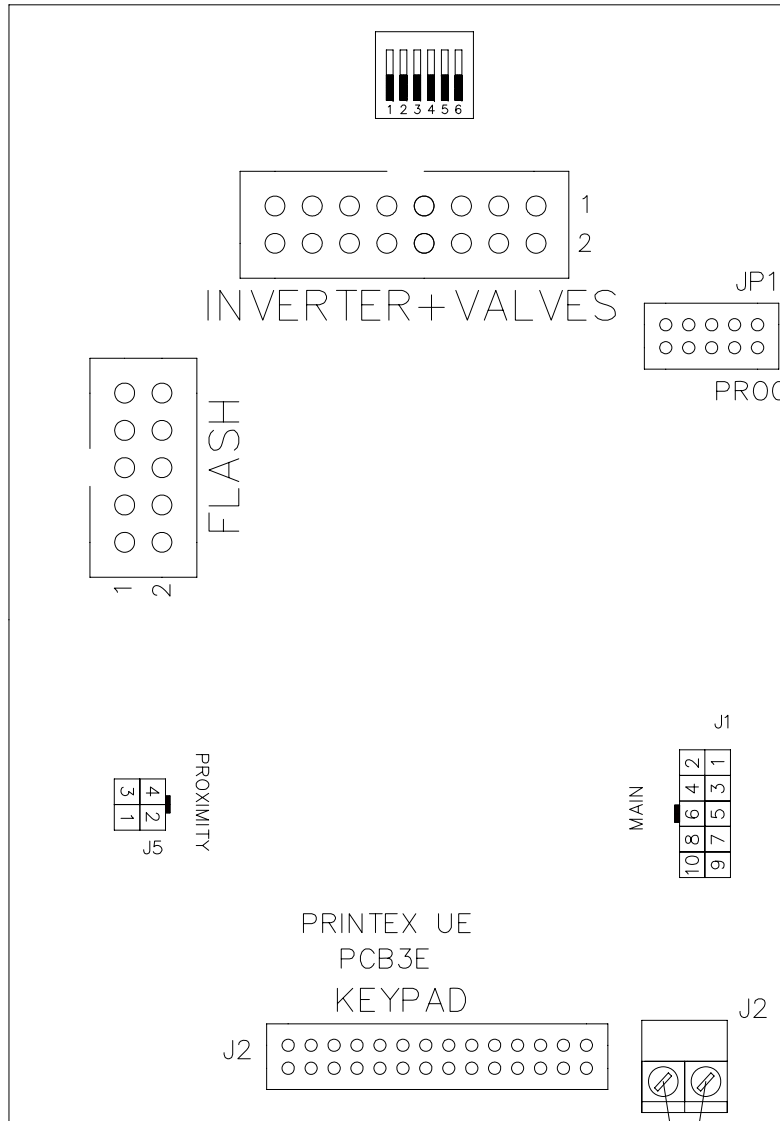 1 2 3 4 5 6
1
2
INVERTER+VALVES
JP1
FLASH
1
2
J1
2 1
4 3
6 5
8 7
10 9
MAIN
PROXIMITY
3 4
1 2
J5
PRINTEX UE
PCB3E
KEYPAD
J2
J2